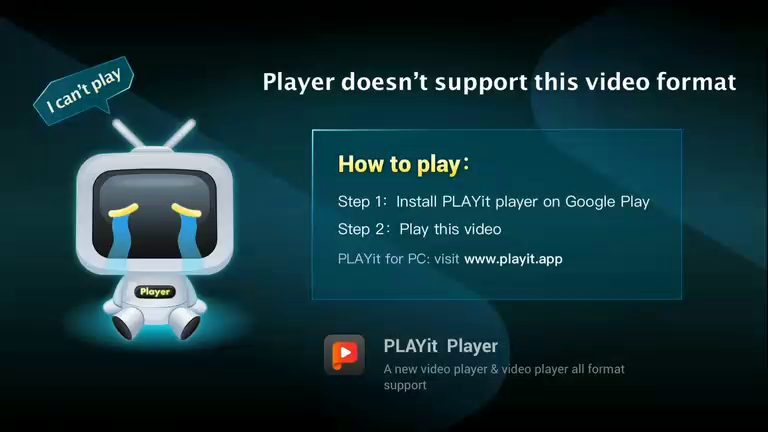 I can't play
Player doesn't support this video format
How to play:
Step 1: Install PLAYit player on Google Play
Step 2: Play this video
PLAYit for PC: visit www.playit.app
Player
PLAYit Player
A new video player & video player all format
support